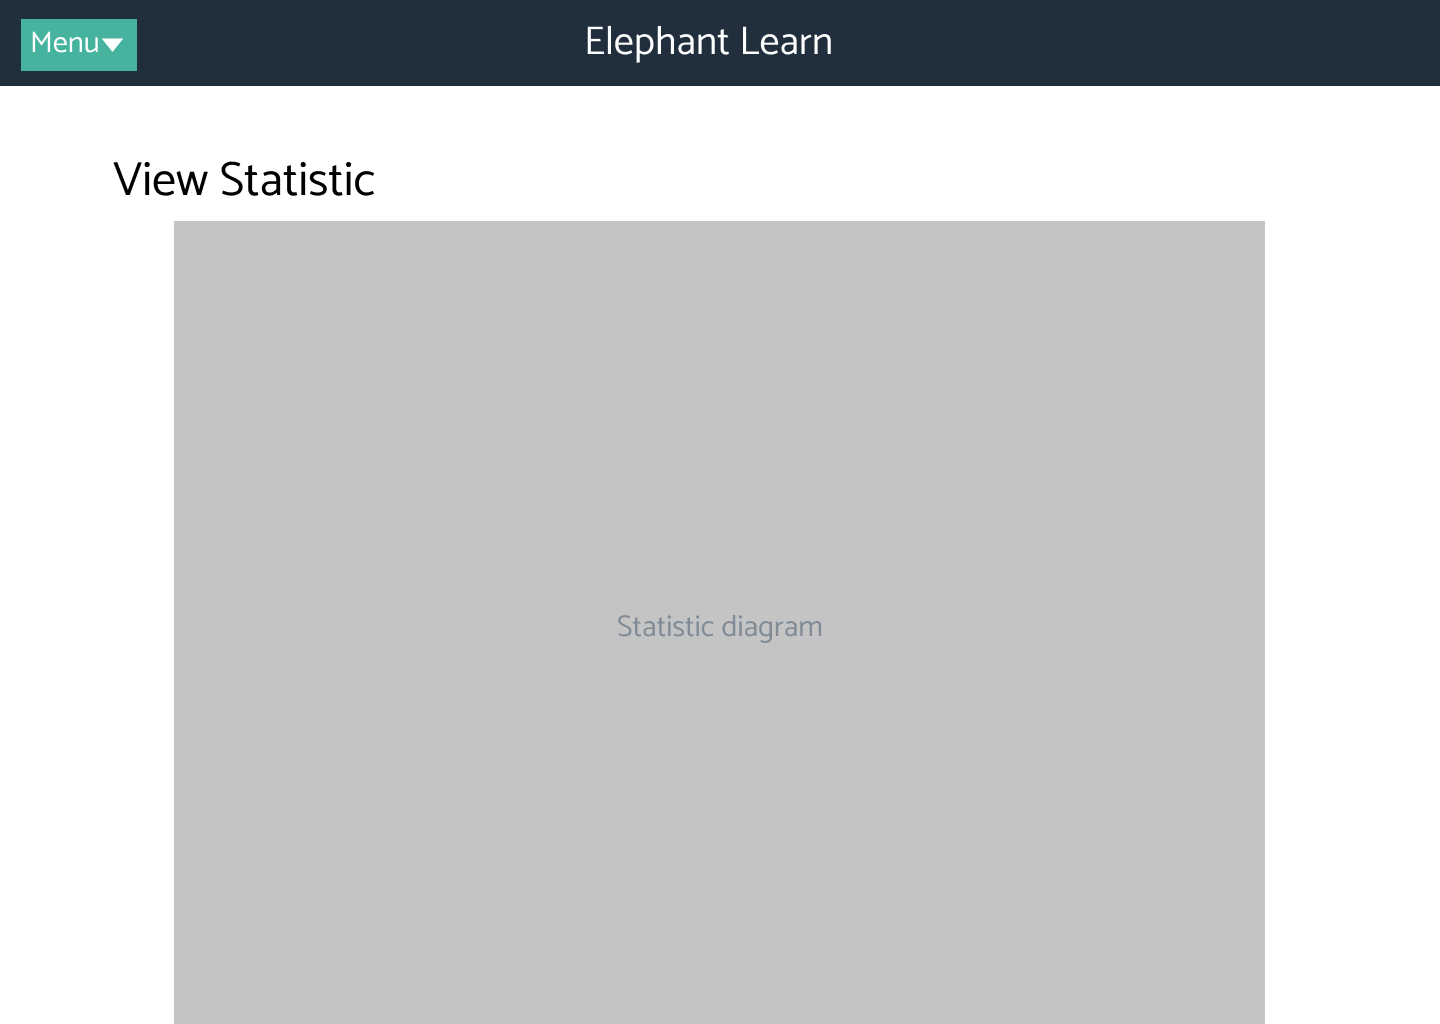 Menu
Elephant Learn
View Statistic
Statistic diagram